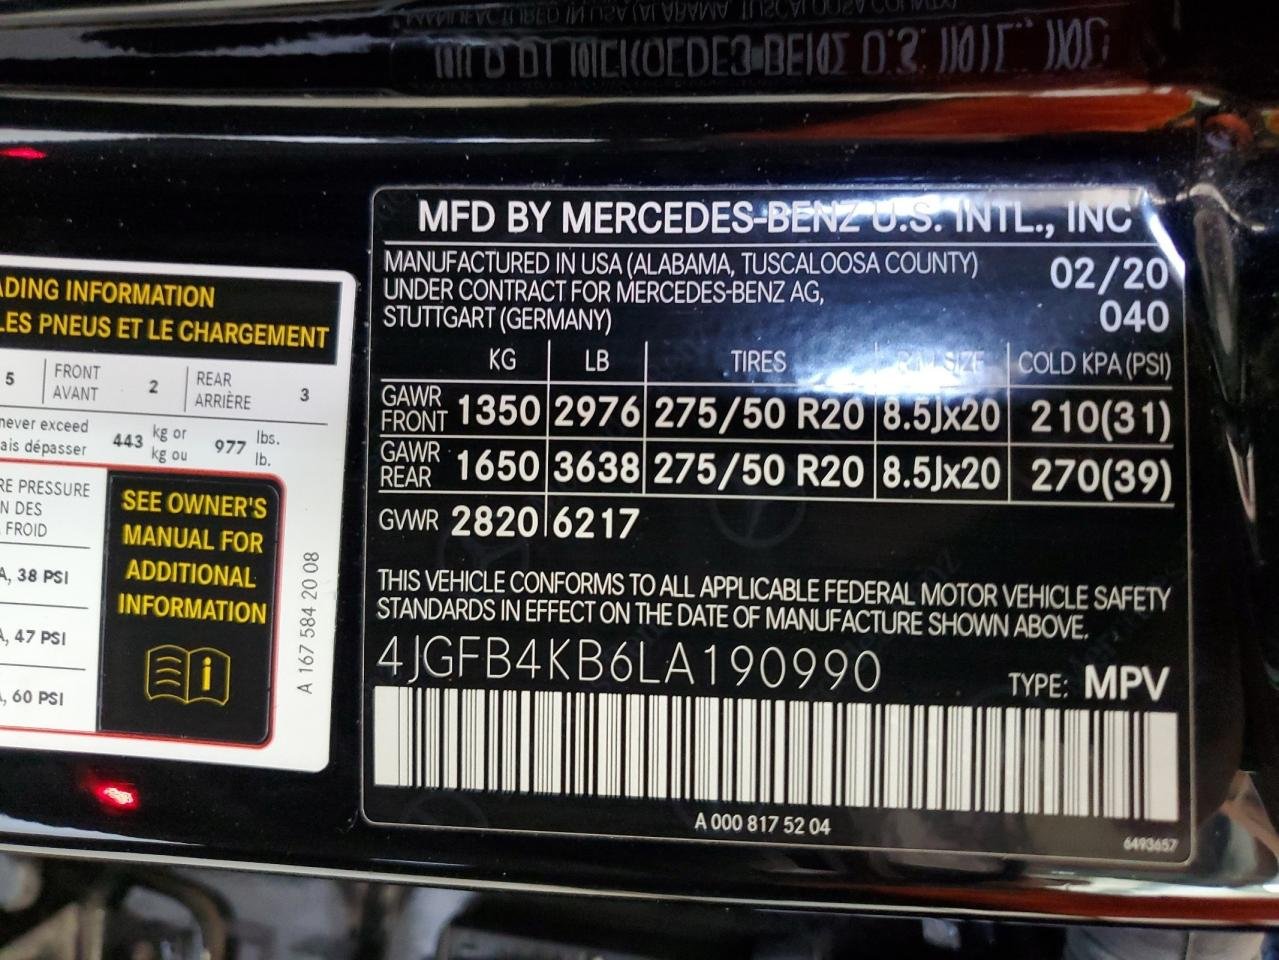 MFD BY MERCEDES-BENZ U.S. INTL., INC
MANUFACTURED IN USA (ALABAMA, TUSCALOOSA COUNTY) 02/20
UNDER CONTRACT FOR MERCEDES-BENZ AG,
STUTTGART (GERMANY) 040
KG LB TIRES RIM SIZE COLD KPA (PSI)
GAWR FRONT 1350 2976 275/50 R20 8.5Jx20 210(31)
GAWR REAR 1650 3638 275/50 R20 8.5Jx20 270(39)
GVWR 2820 6217
THIS VEHICLE CONFORMS TO ALL APPLICABLE FEDERAL MOTOR VEHICLE SAFETY
STANDARDS IN EFFECT ON THE DATE OF MANUFACTURE SHOWN ABOVE.
4JGFB4KB6LA190990
TYPE: MPV
A 000 817 52 04
6493657
ADING INFORMATION
LES PNEUS ET LE CHARGEMENT
5 FRONT AVANT 2 REAR ARRIÈRE 3
never exceed 443 kg or 977 lbs.
ais dépasser kg ou lb.
RE PRESSURE
N DES
FROID
A, 38 PSI
A, 47 PSI
A, 60 PSI
SEE OWNER'S
MANUAL FOR
ADDITIONAL
INFORMATION
A 167 584 20 08